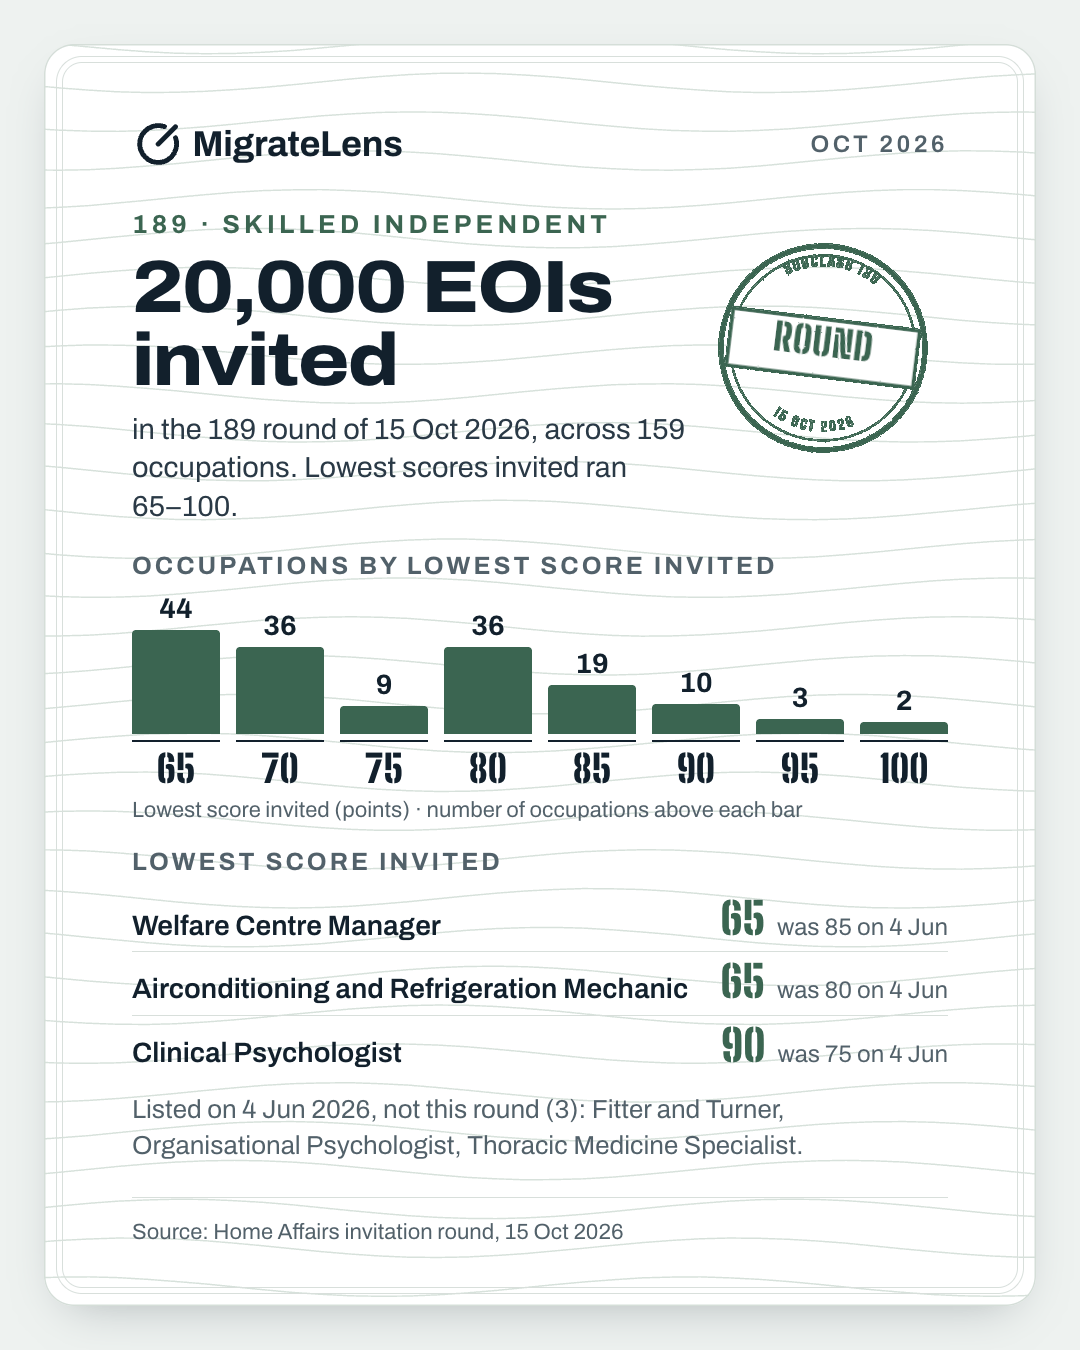 MigrateLens
OCT 2026
189 · SKILLED INDEPENDENT
20,000 EOIs
invited
SUBCLASS 189
ROUND
15 OCT 2026
in the 189 round of 15 Oct 2026, across 159
occupations. Lowest scores invited ran
65–100.
OCCUPATIONS BY LOWEST SCORE INVITED
44 36 9 36 19 10 3 2
65 70 75 80 85 90 95 100
Lowest score invited (points) · number of occupations above each bar
LOWEST SCORE INVITED
Welfare Centre Manager 65 was 85 on 4 Jun
Airconditioning and Refrigeration Mechanic 65 was 80 on 4 Jun
Clinical Psychologist 90 was 75 on 4 Jun
Listed on 4 Jun 2026, not this round (3): Fitter and Turner,
Organisational Psychologist, Thoracic Medicine Specialist.
Source: Home Affairs invitation round, 15 Oct 2026